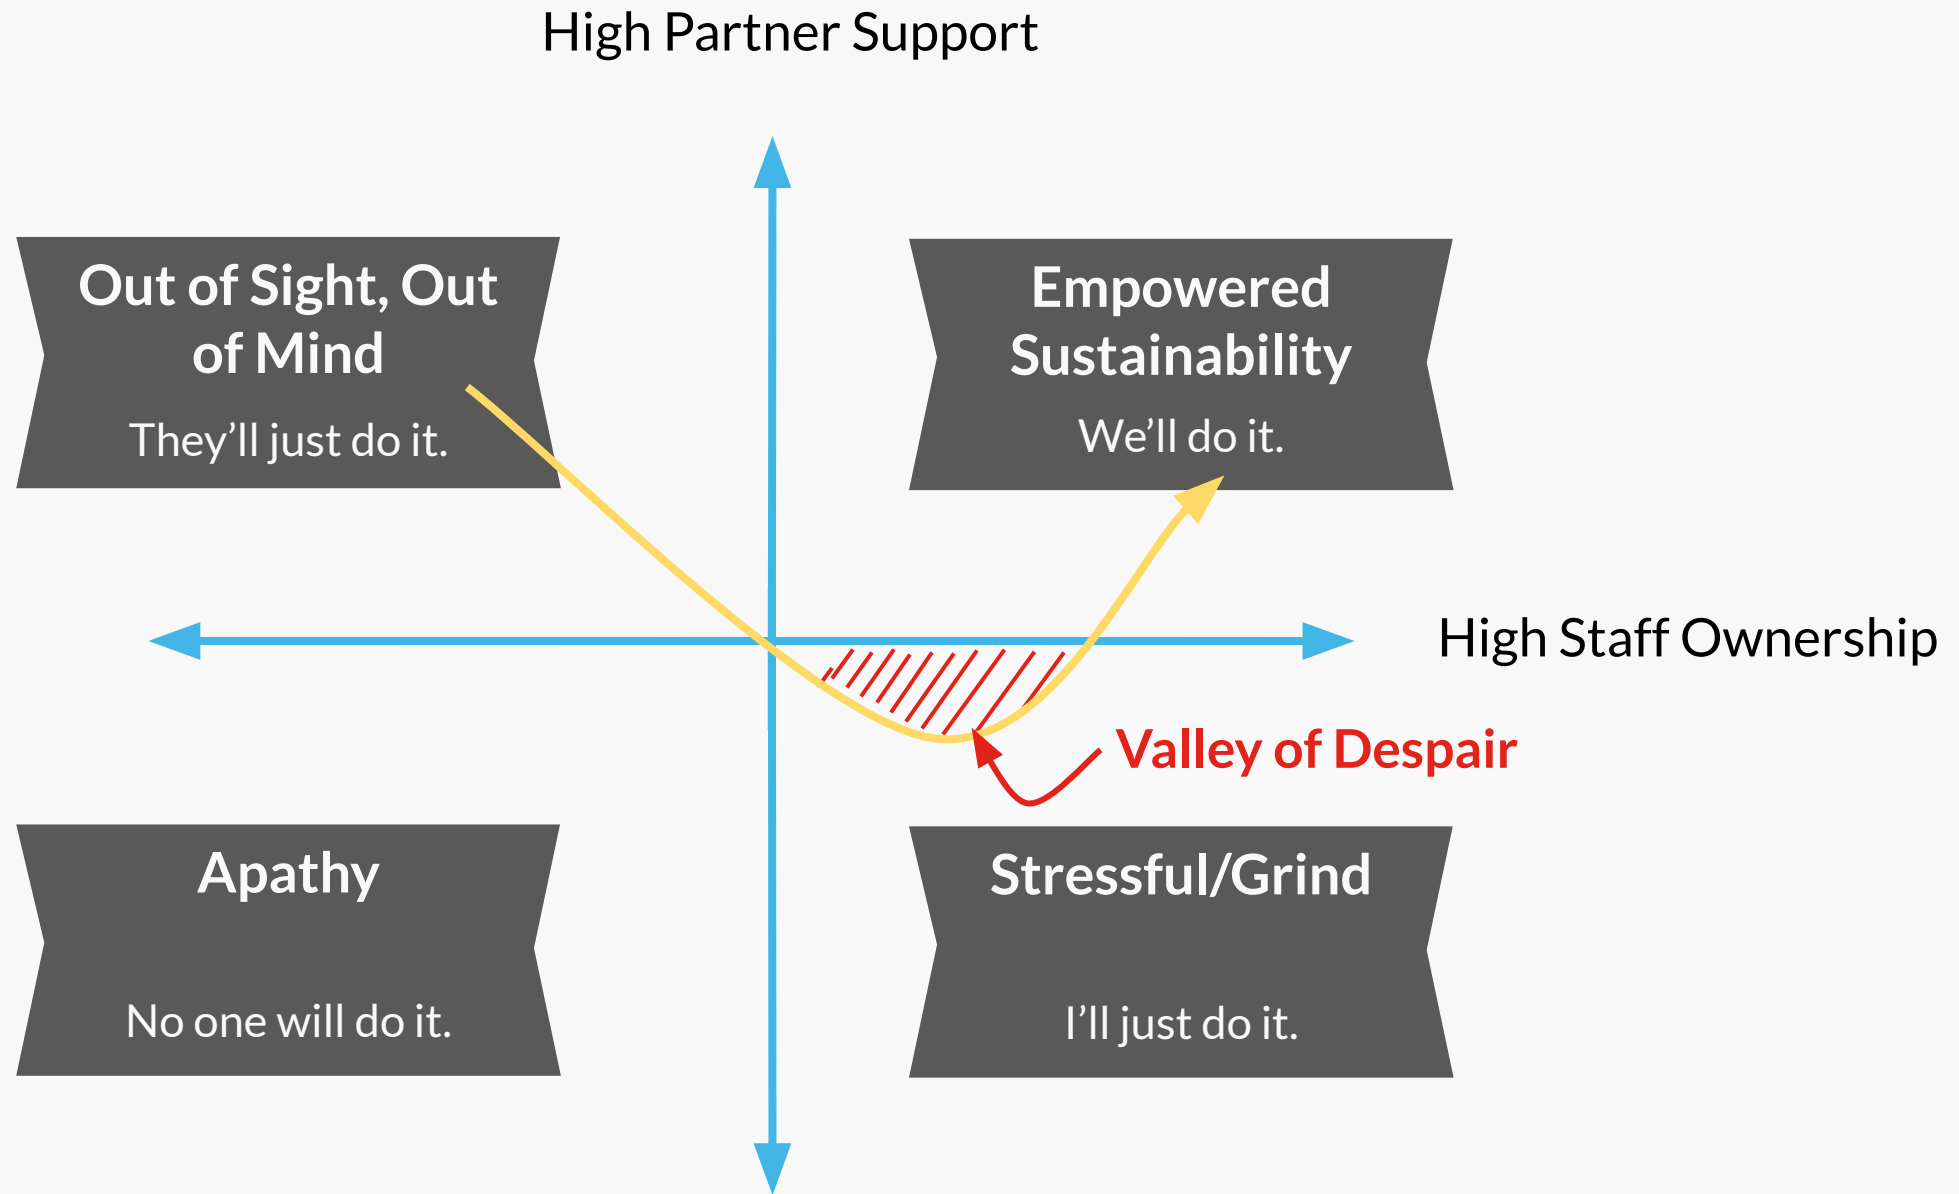 High Partner Support
Out of Sight, Out
of Mind
They’ll just do it.
Empowered
Sustainability
We’ll do it.
High Staff Ownership
Valley of Despair
Apathy
No one will do it.
Stressful/Grind
I’ll just do it.